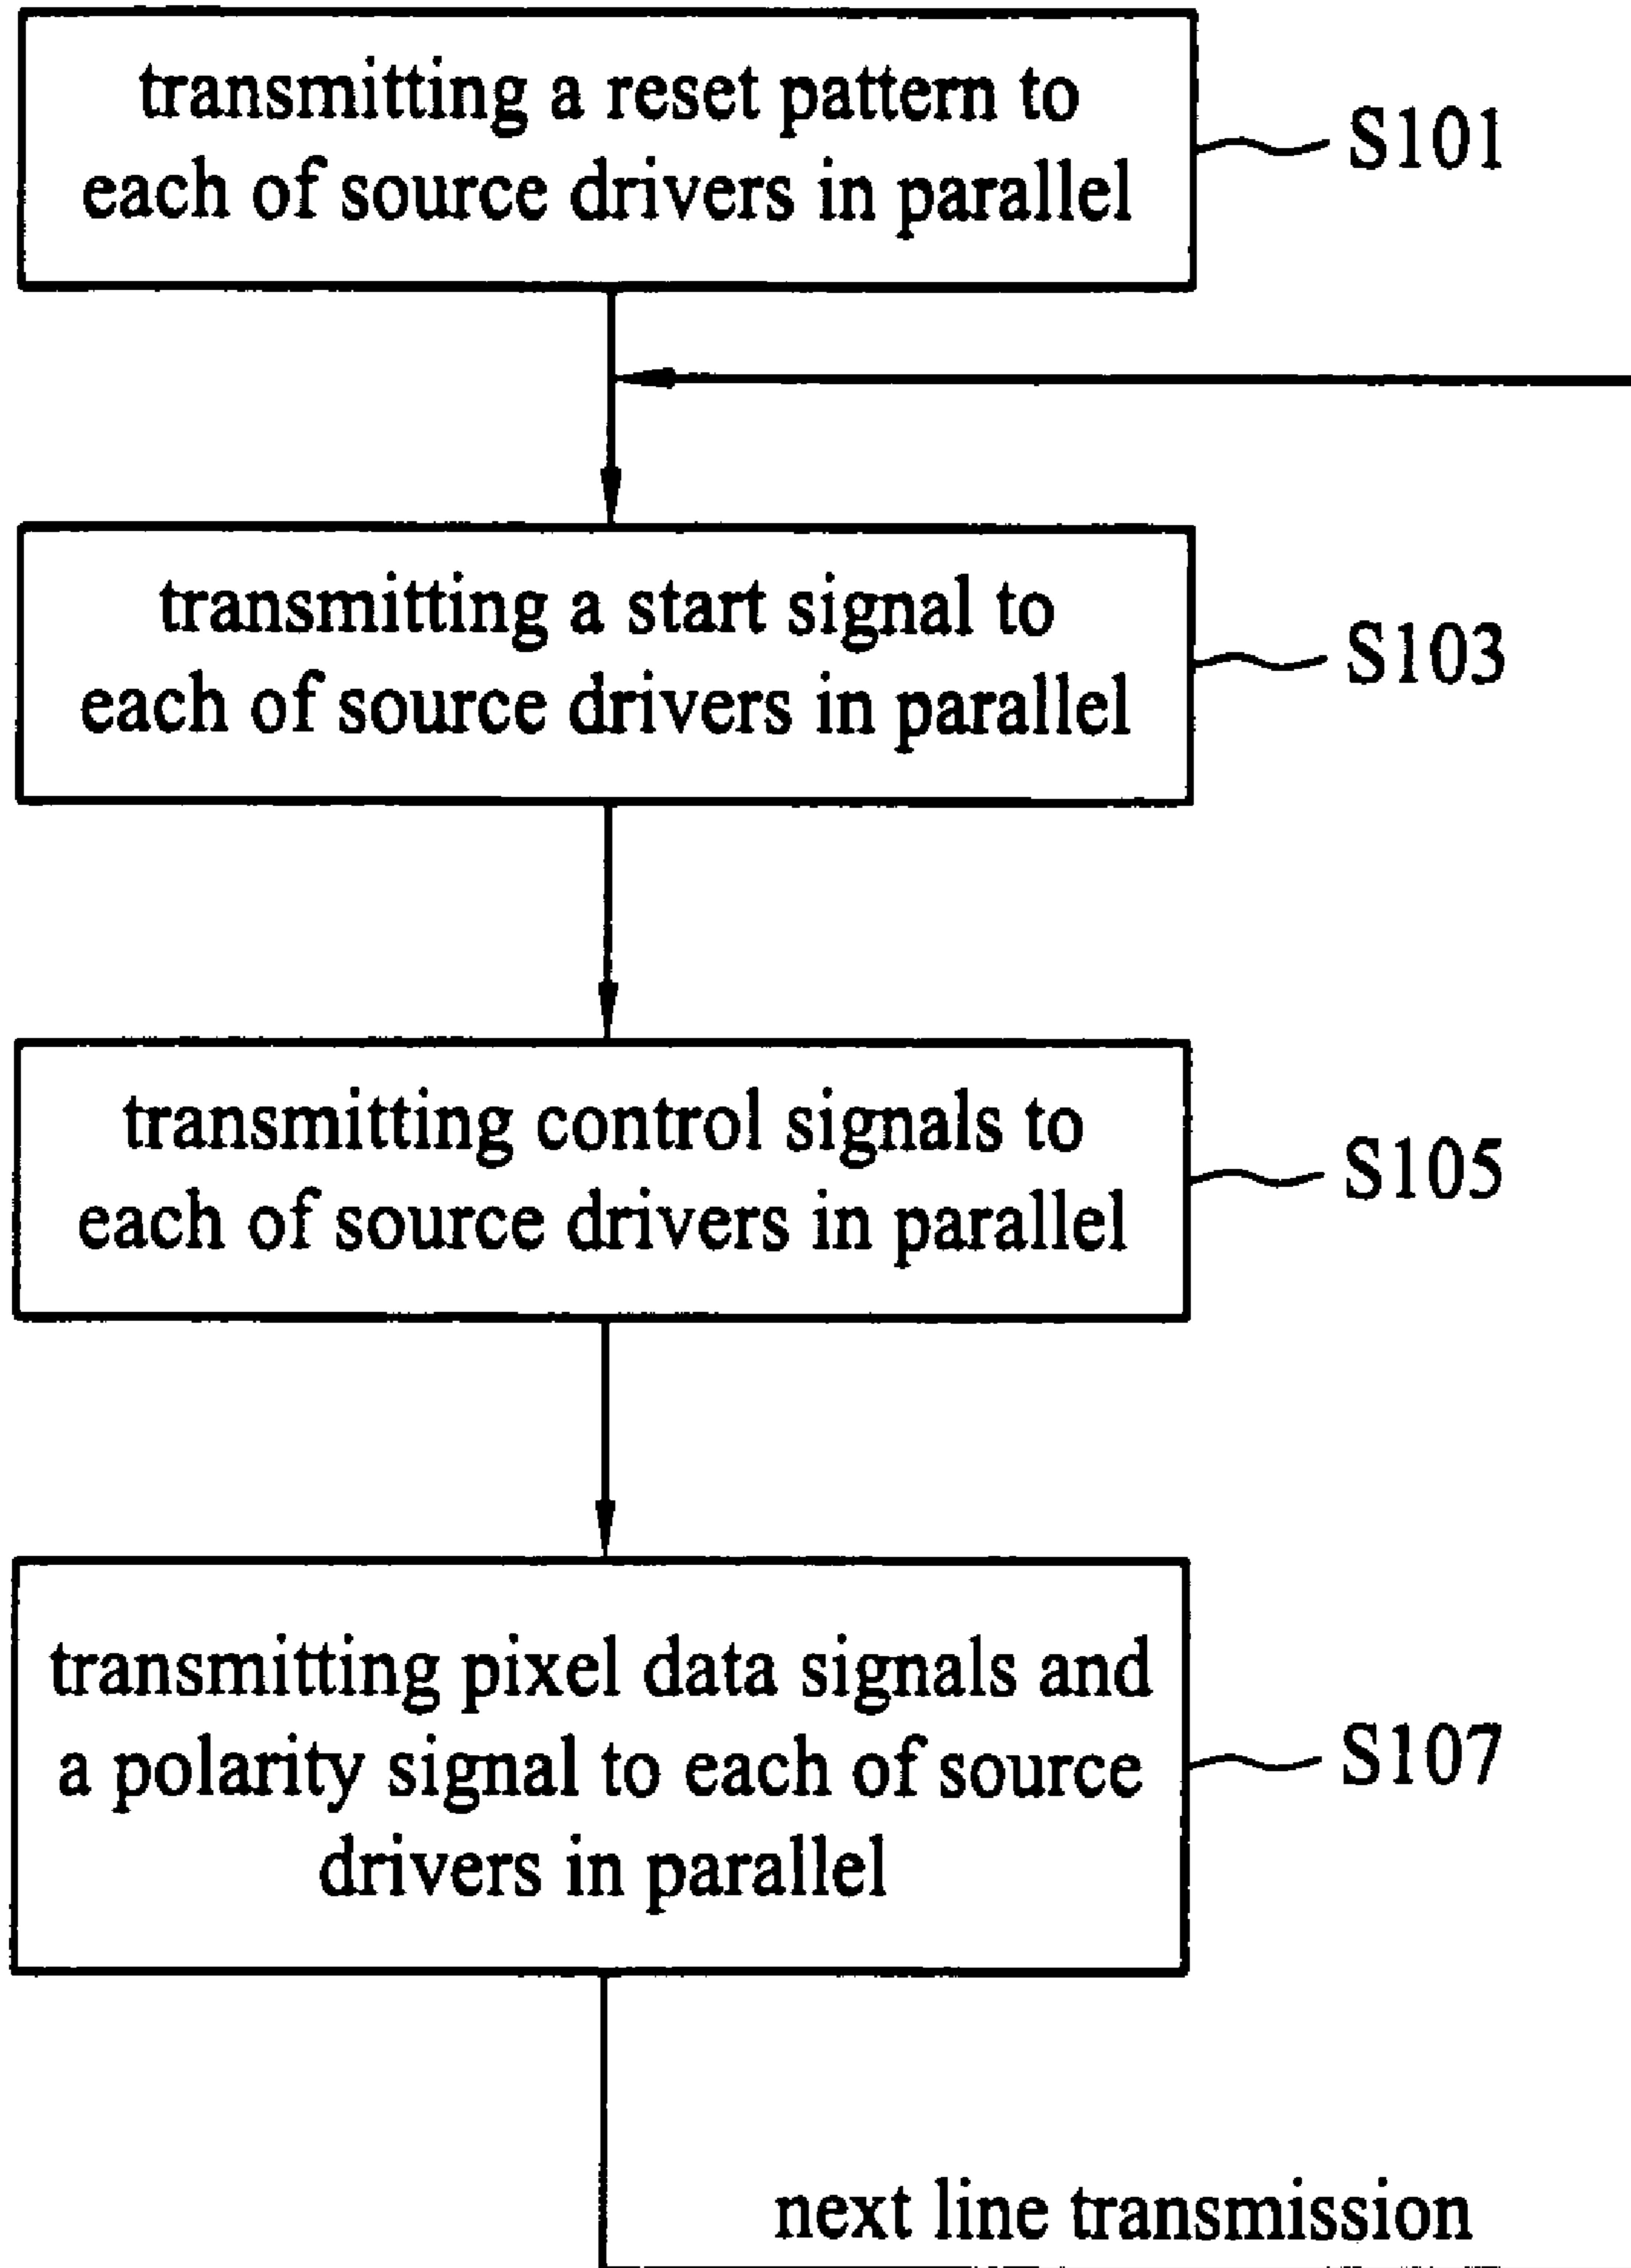 transmitting a reset pattern to
each of source drivers in parallel
S101
transmitting a start signal to
each of source drivers in parallel
S103
transmitting control signals to
each of source drivers in parallel
S105
transmitting pixel data signals and
a polarity signal to each of source
drivers in parallel
S107
next line transmission